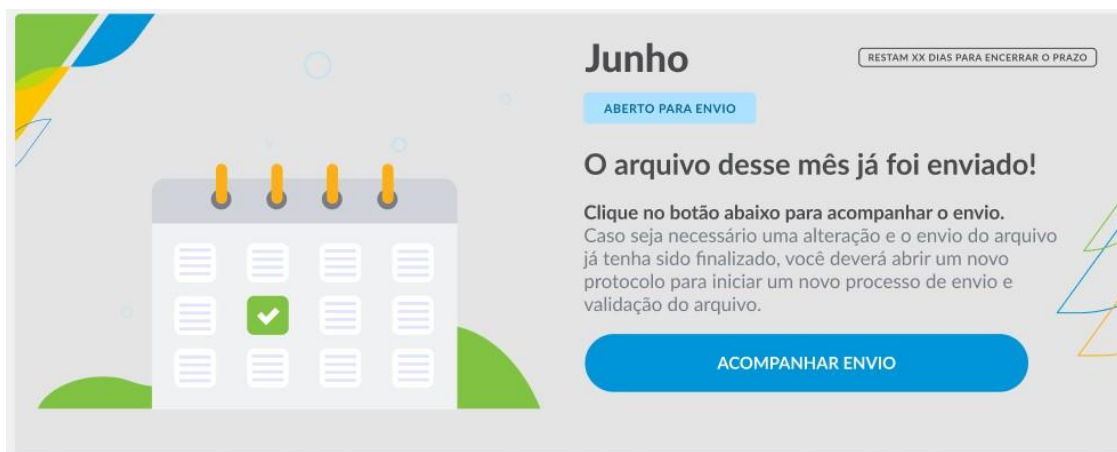 Junho
RESTAM XX DIAS PARA ENCERRAR O PRAZO
ABERTO PARA ENVIO
O arquivo desse mês já foi enviado!
Clique no botão abaixo para acompanhar o envio.
Caso seja necessário uma alteração e o envio do arquivo
já tenha sido finalizado, você deverá abrir um novo
protocolo para iniciar um novo processo de envio e
validação do arquivo.
ACOMPANHAR ENVIO